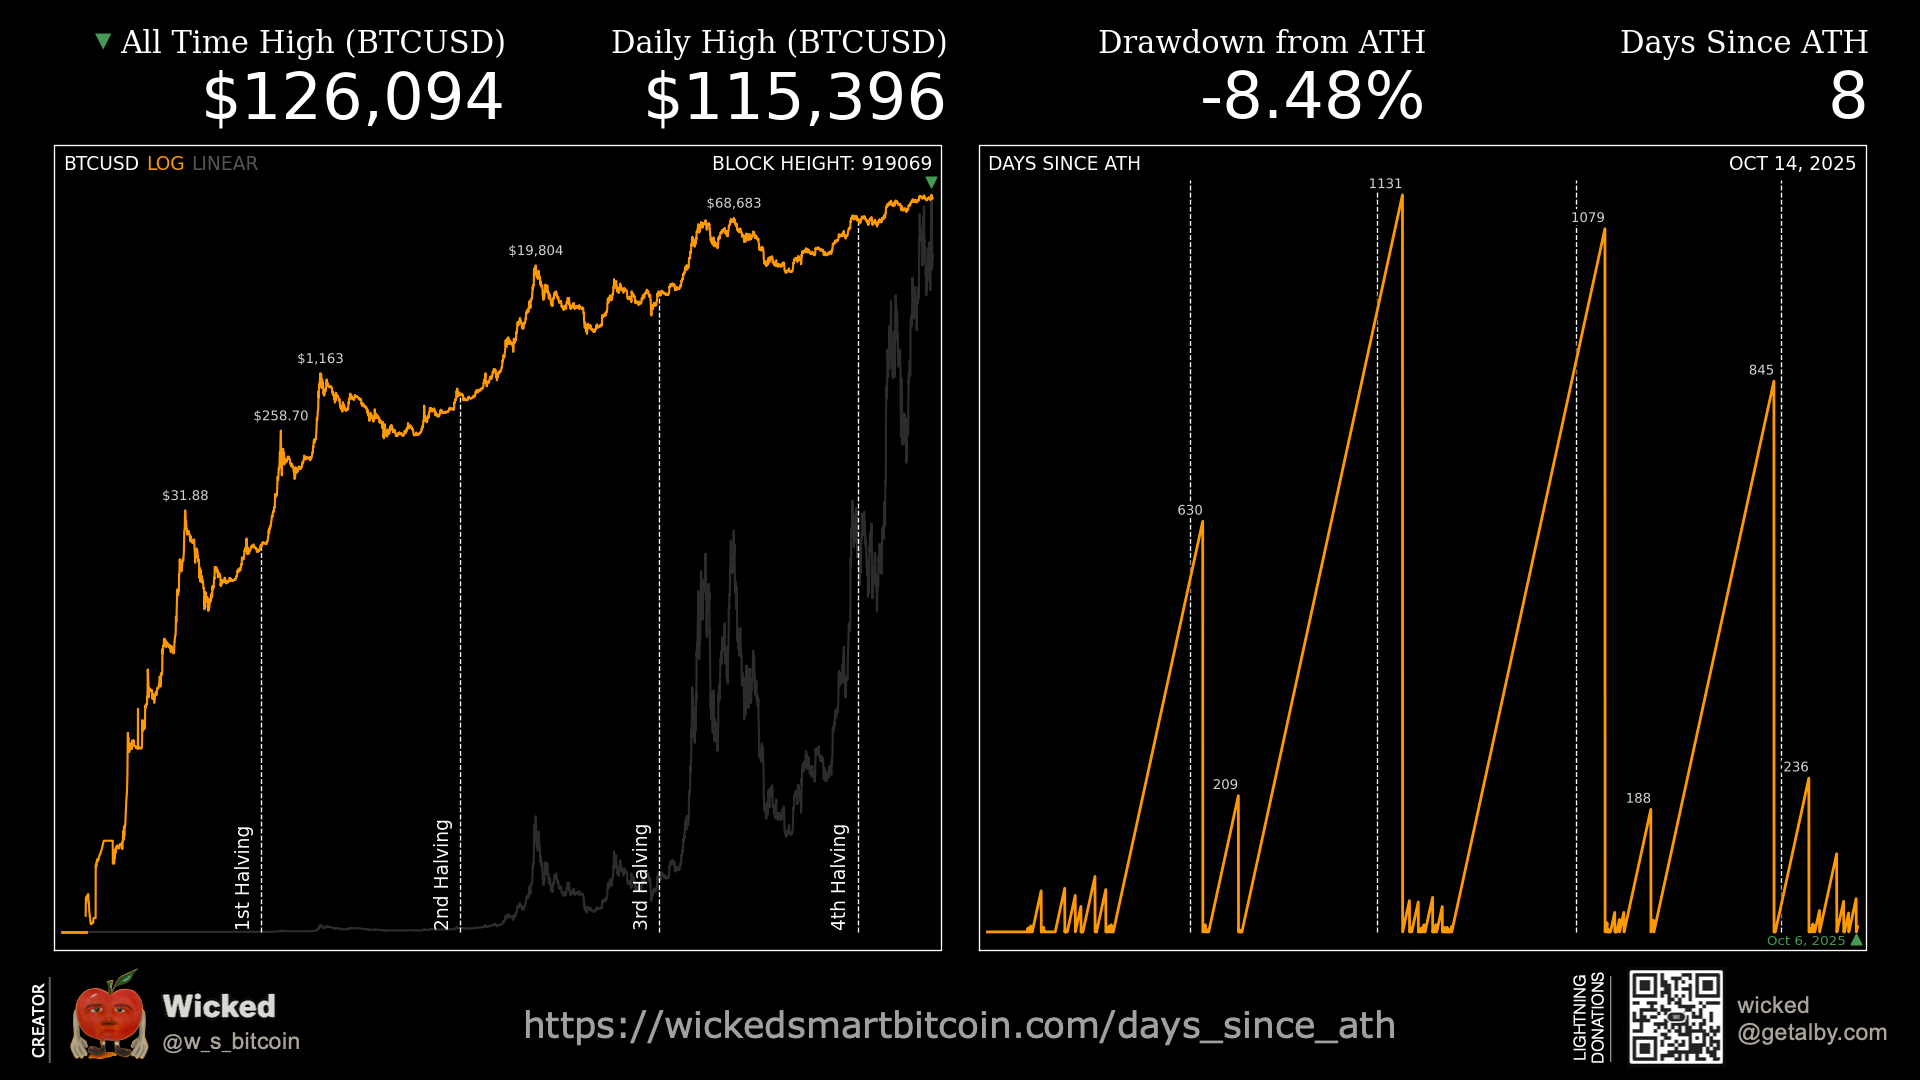 ▼ All Time High (BTCUSD)
$126,094
Daily High (BTCUSD)
$115,396
Drawdown from ATH
-8.48%
Days Since ATH
8
BTCUSD LOG LINEAR
BLOCK HEIGHT: 919069
$31.88
$258.70
$1,163
$19,804
$68,683
1st Halving
2nd Halving
3rd Halving
4th Halving
DAYS SINCE ATH
OCT 14, 2025
630
209
1131
1079
188
845
236
Oct 6, 2025
CREATOR
Wicked
@w_s_bitcoin
https://wickedsmartbitcoin.com/days_since_ath
LIGHTNING
DONATIONS
wicked
@getalby.com